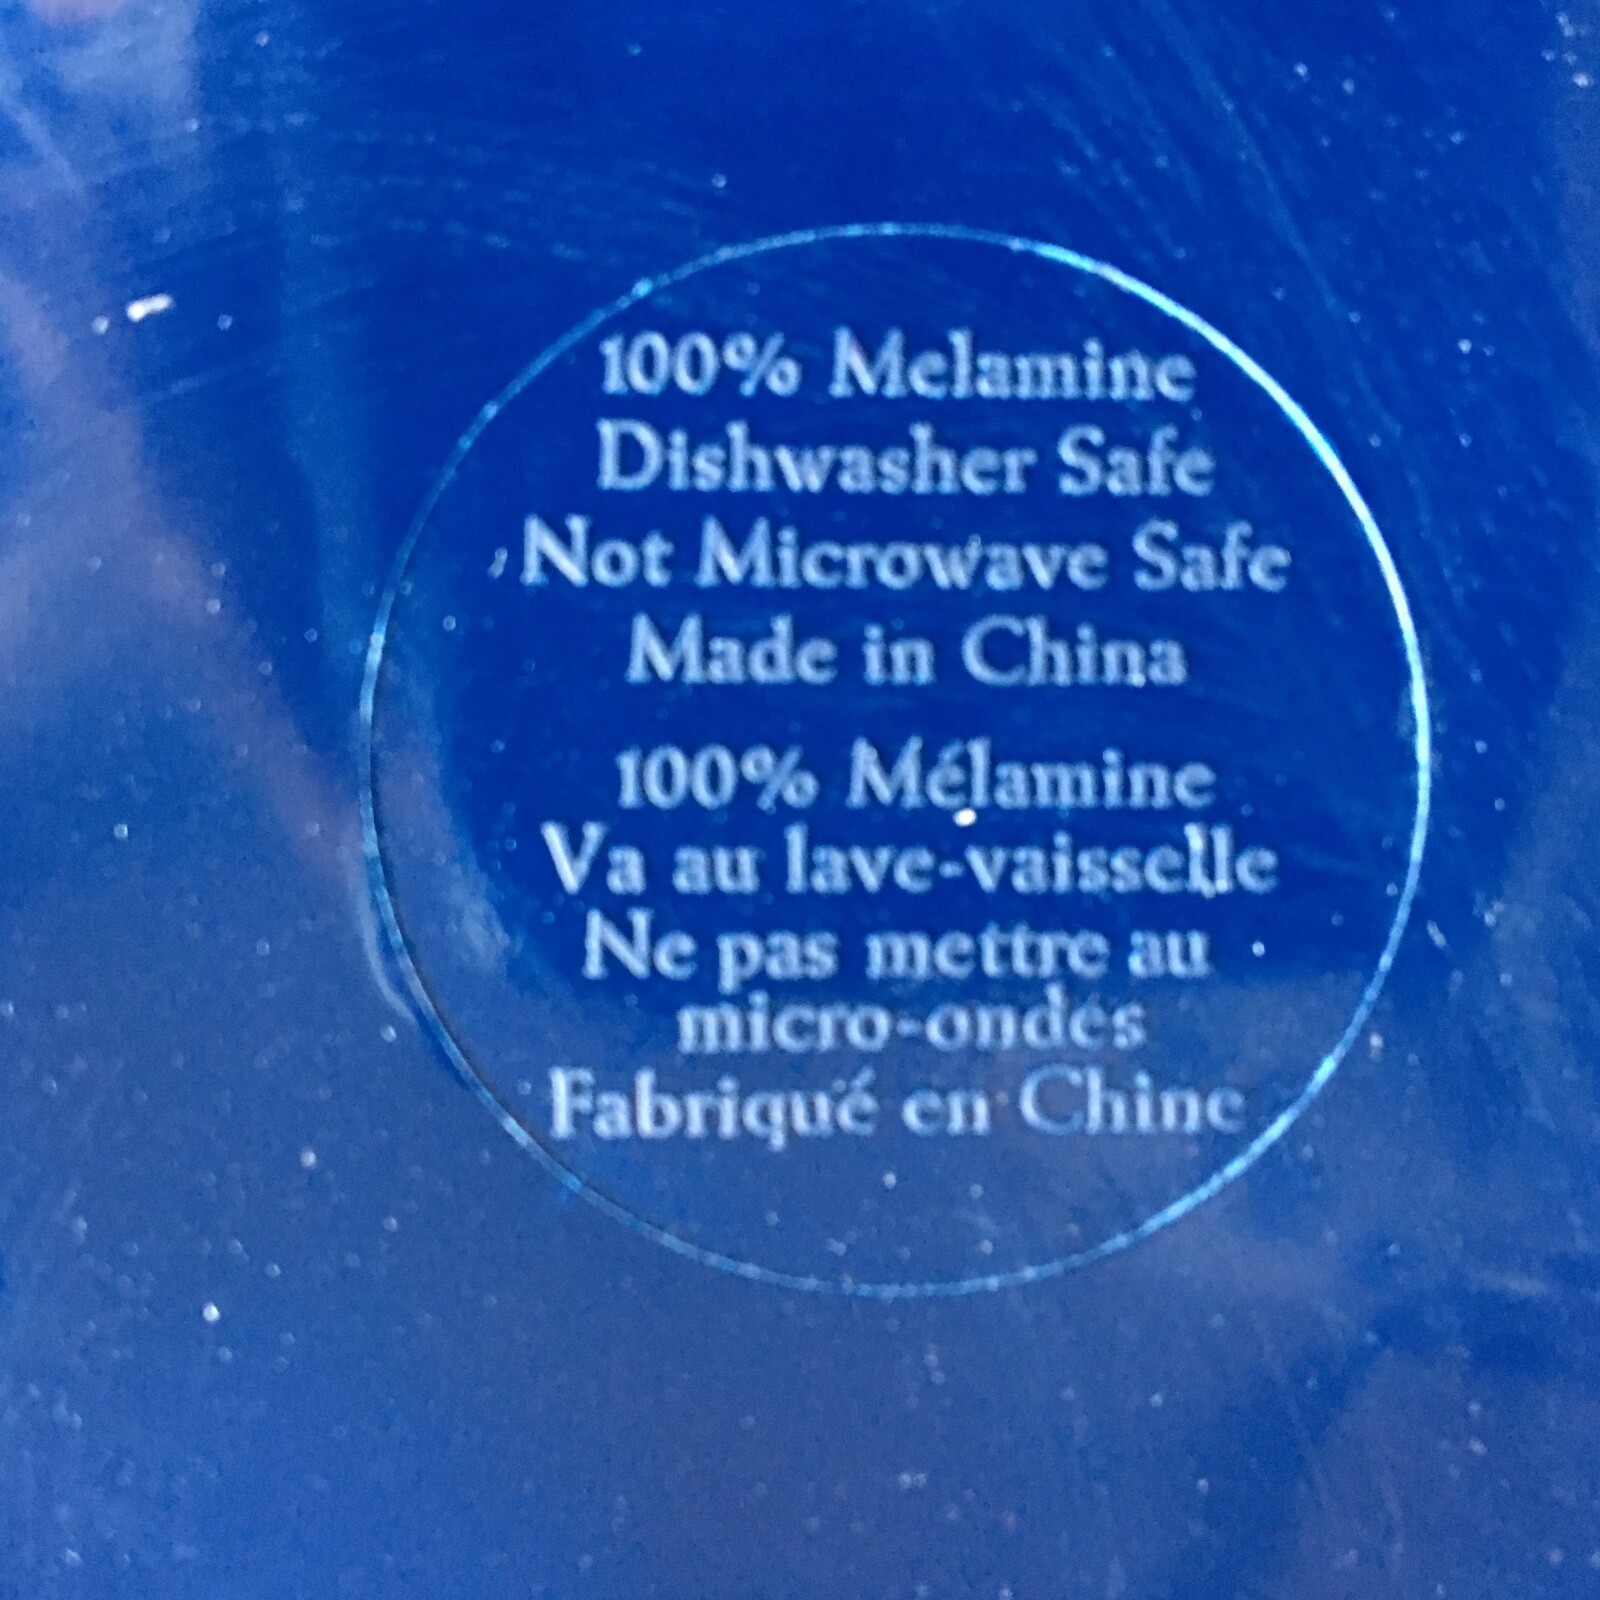 100% Melamine
Dishwasher Safe
Not Microwave Safe
Made in China
100% Mélamine
Va au lave-vaisselle
Ne pas mettre au
micro-ondes
Fabriqué en Chine